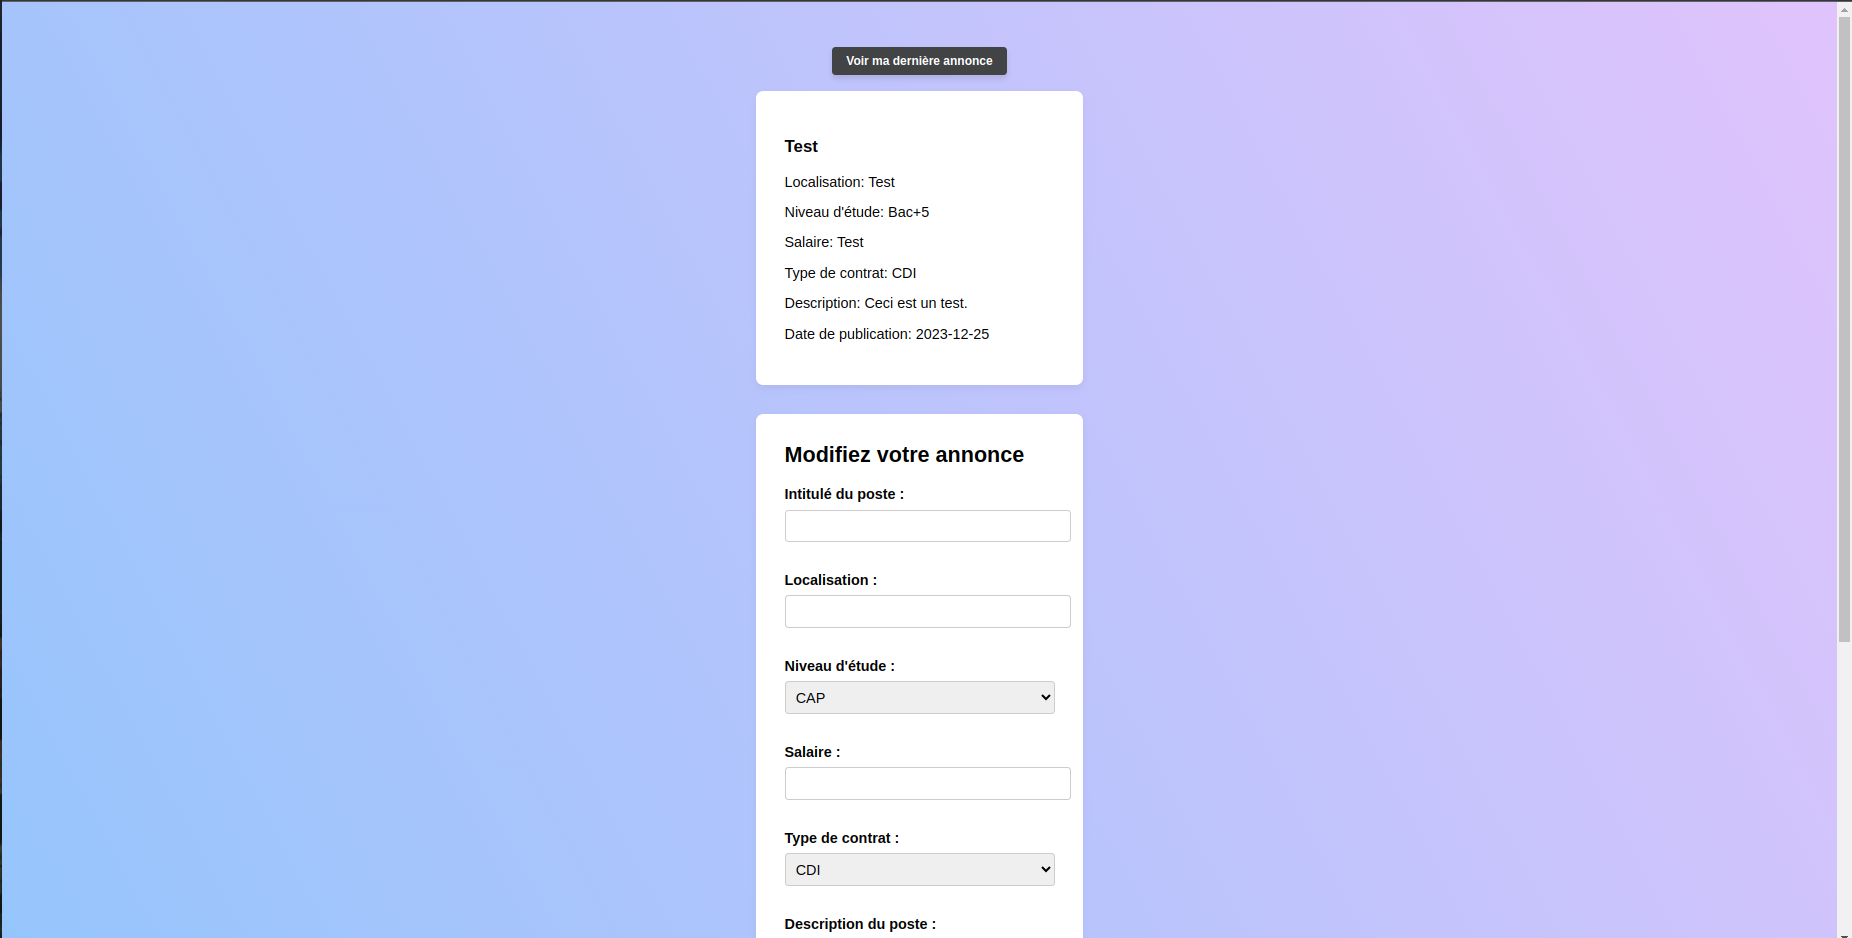 Voir ma dernière annonce
Test
Localisation: Test
Niveau d'étude: Bac+5
Salaire: Test
Type de contrat: CDI
Description: Ceci est un test.
Date de publication: 2023-12-25
Modifiez votre annonce
Intitulé du poste :
Localisation :
Niveau d'étude :
CAP
Salaire :
Type de contrat :
CDI
Description du poste :